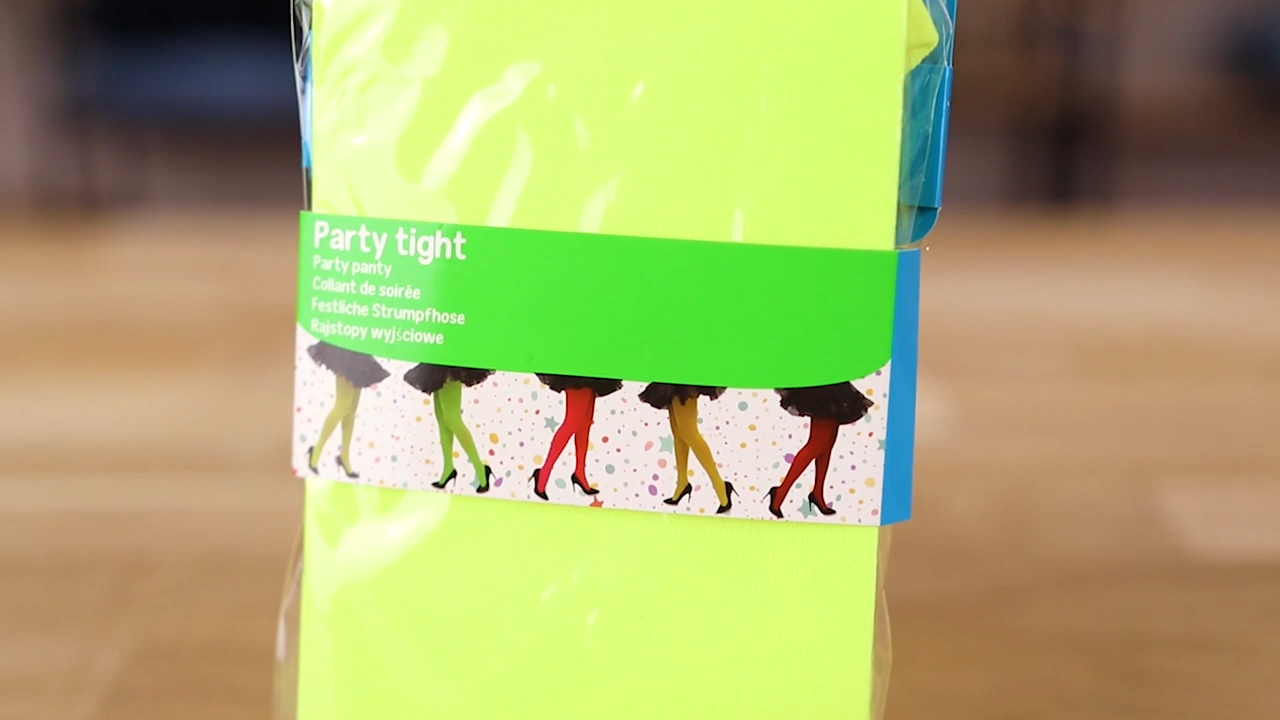 Party tight
Party panty
Collant de soirée
Festliche Strumpfhose
Rajstopy wyjściowe